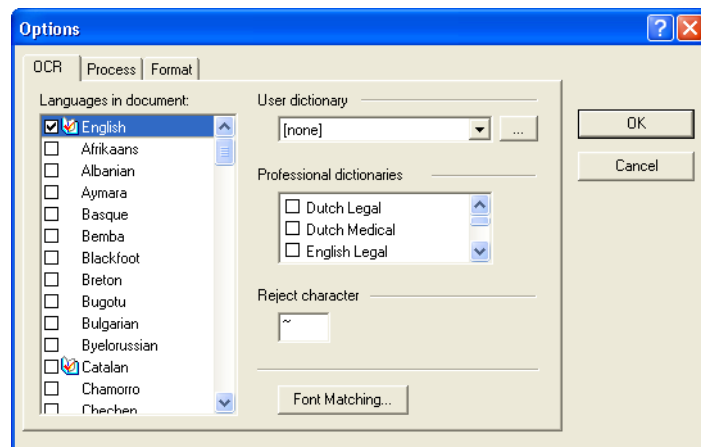 Options
OCR
Process
Format
Languages in document:
English
Afrikaans
Albanian
Aymara
Basque
Bemba
Blackfoot
Breton
Bugotu
Bulgarian
Byelorussian
Catalan
Chamorro
Chechen
User dictionary
[none]
...
Professional dictionaries
Dutch Legal
Dutch Medical
English Legal
Reject character
~
Font Matching...
OK
Cancel